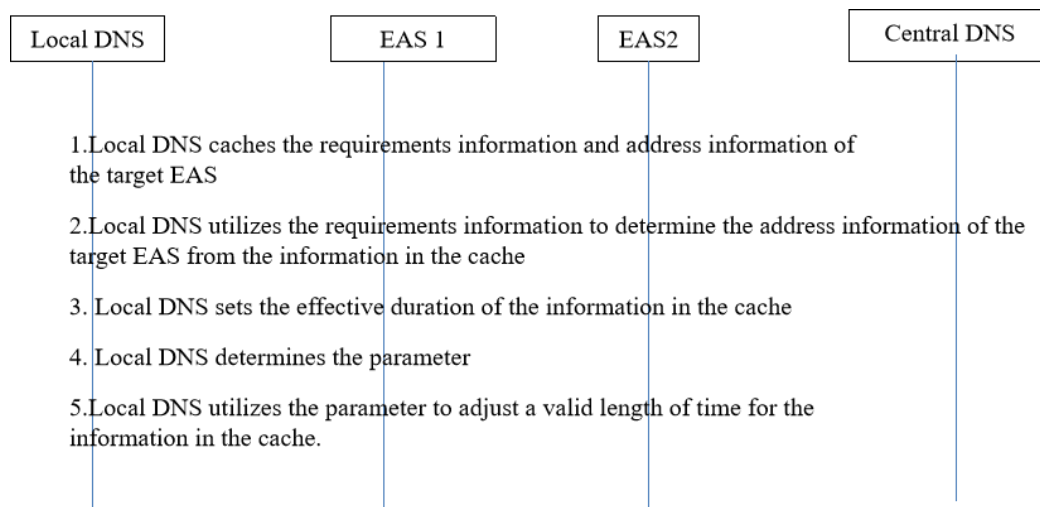 Local DNS
EAS 1
EAS2
Central DNS
1.Local DNS caches the requirements information and address information of
the target EAS
2.Local DNS utilizes the requirements information to determine the address information of the
target EAS from the information in the cache
3. Local DNS sets the effective duration of the information in the cache
4. Local DNS determines the parameter
5.Local DNS utilizes the parameter to adjust a valid length of time for the
information in the cache.